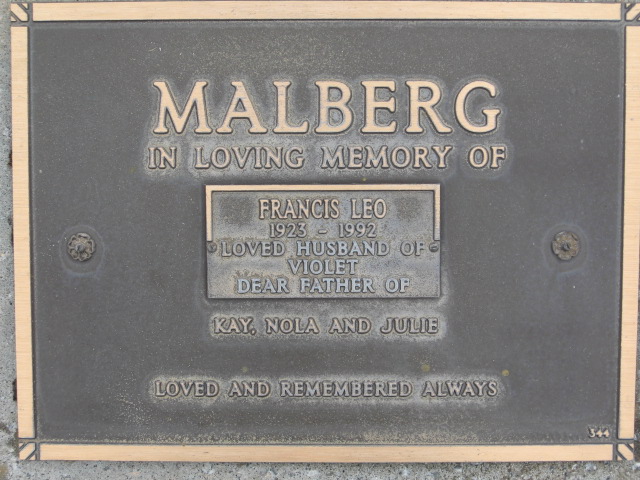 MALBERG
IN LOVING MEMORY OF
FRANCIS LEO
1923 - 1992
LOVED HUSBAND OF
VIOLET
DEAR FATHER OF
KAY, NOLA AND JULIE
LOVED AND REMEMBERED ALWAYS
344